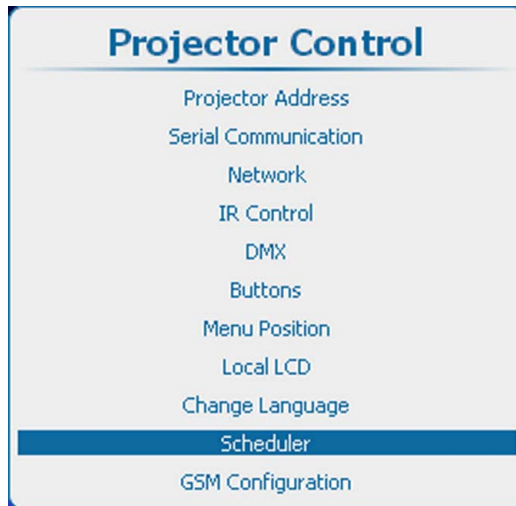 Projector Control
Projector Address
Serial Communication
Network
IR Control
DMX
Buttons
Menu Position
Local LCD
Change Language
Scheduler
GSM Configuration